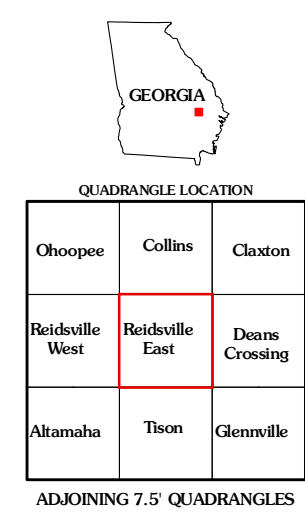 GEORGIA
QUADRANGLE LOCATION
Ohoopee
Collins
Claxton
Reidsville
West
Reidsville
East
Deans
Crossing
Altamaha
Tison
Glennville
ADJOINING 7.5' QUADRANGLES